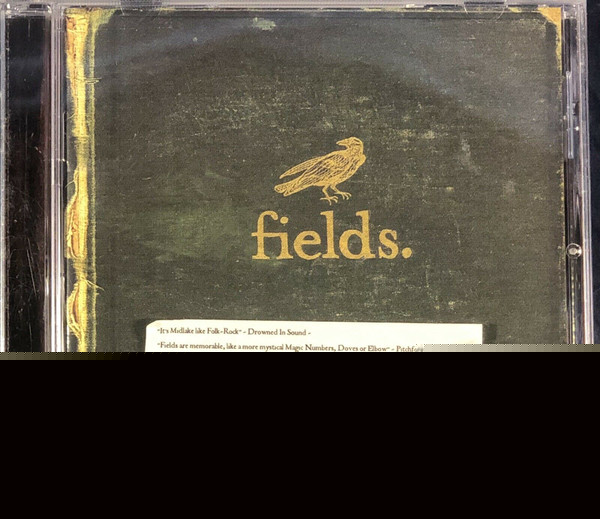 fields.
"It's Midlake like Folk-Rock" - Drowned In Sound -
"Fields are memorable, like a more mystical Magic Numbers, Doves or Elbow" - Pitchfork